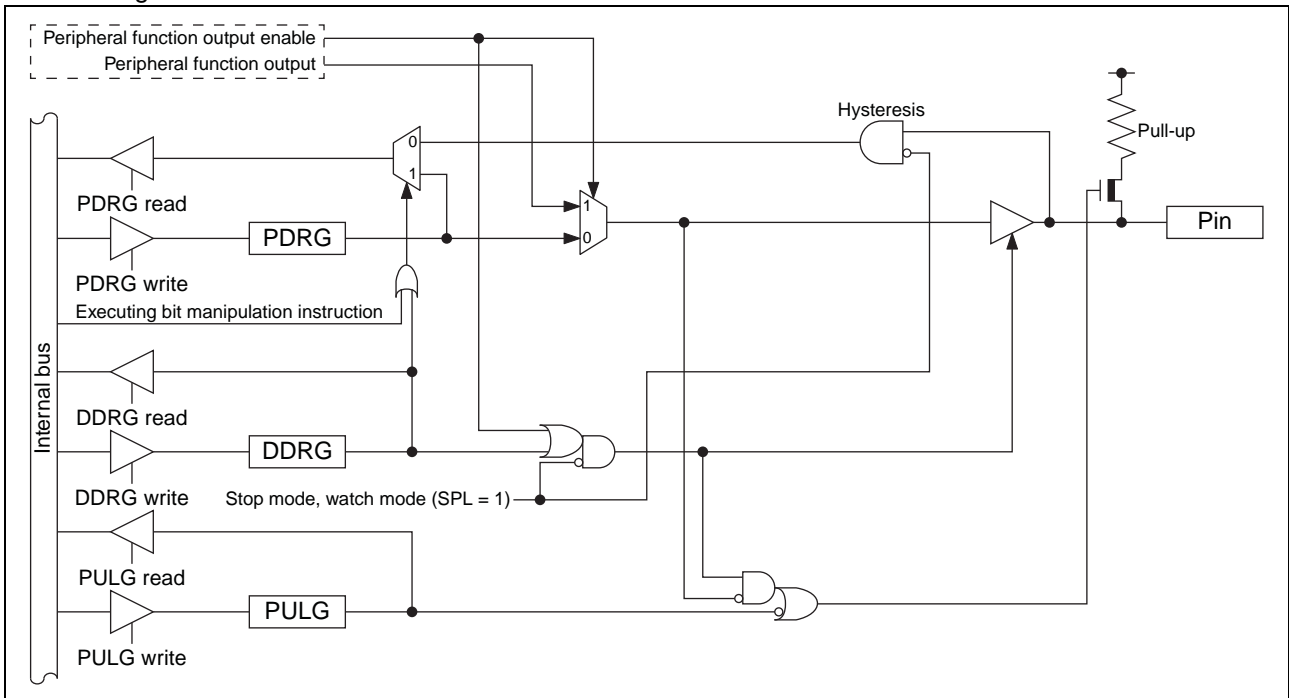 Peripheral function output enable
Peripheral function output
Hysteresis
Pull-up
0
1
PDRG read
1
0
PDRG
Pin
PDRG write
Executing bit manipulation instruction
Internal bus
DDRG read
DDRG
DDRG write
Stop mode, watch mode (SPL = 1)
PULG read
PULG
PULG write